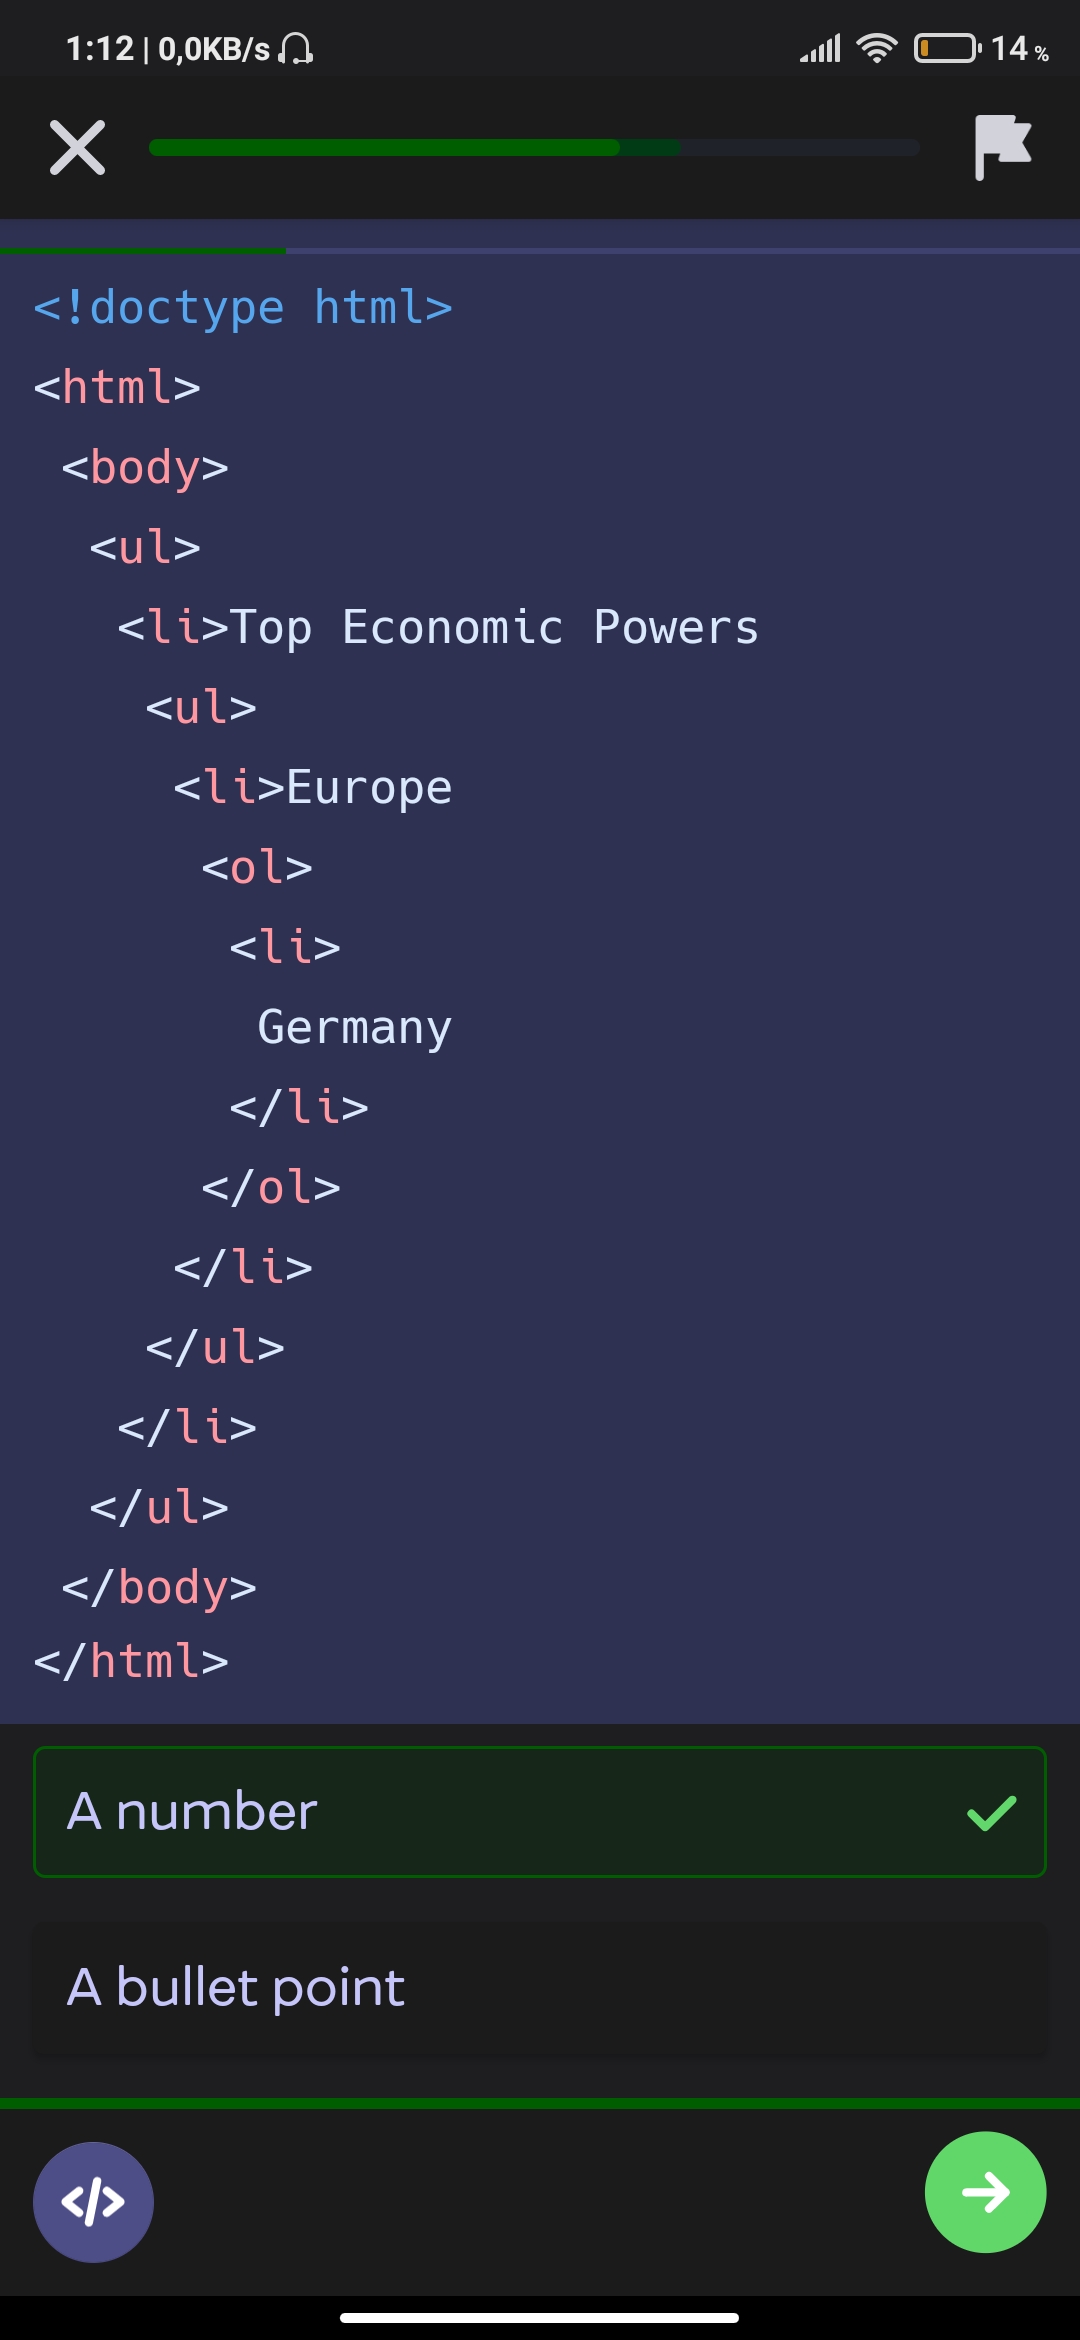 1:12 | 0,0KB/s 14 %
<!doctype html>
<html>
<body>
<ul>
<li>Top Economic Powers
<ul>
<li>Europe
<ol>
<li>
Germany
</li>
</ol>
</li>
</ul>
</li>
</ul>
</body>
</html>
A number
A bullet point